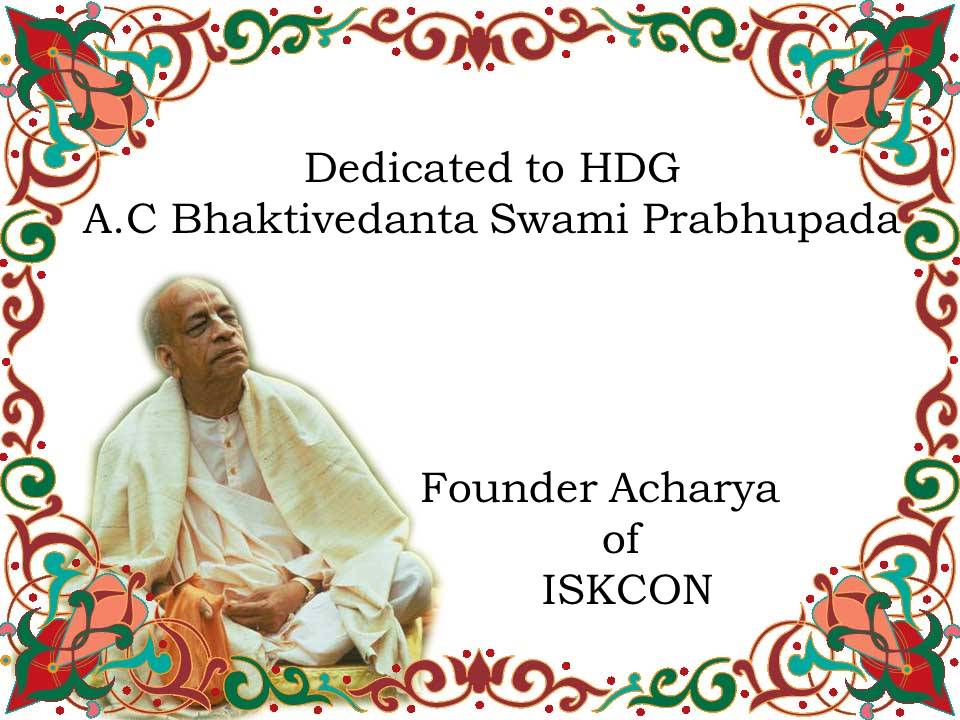 Dedicated to HDG
A.C Bhaktivedanta Swami Prabhupada
Founder Acharya
of
ISKCON